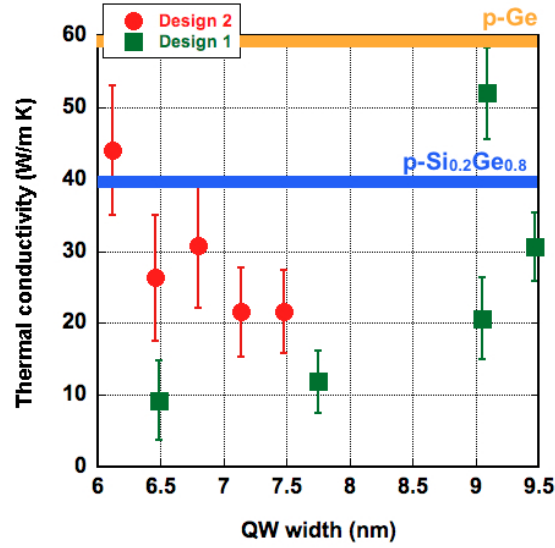 Design 2
Design 1
p-Ge
p-Si₀.₂Ge₀.₈
Thermal conductivity (W/m K)
60
50
40
30
20
10
0
6 6.5 7 7.5 8 8.5 9 9.5
QW width (nm)